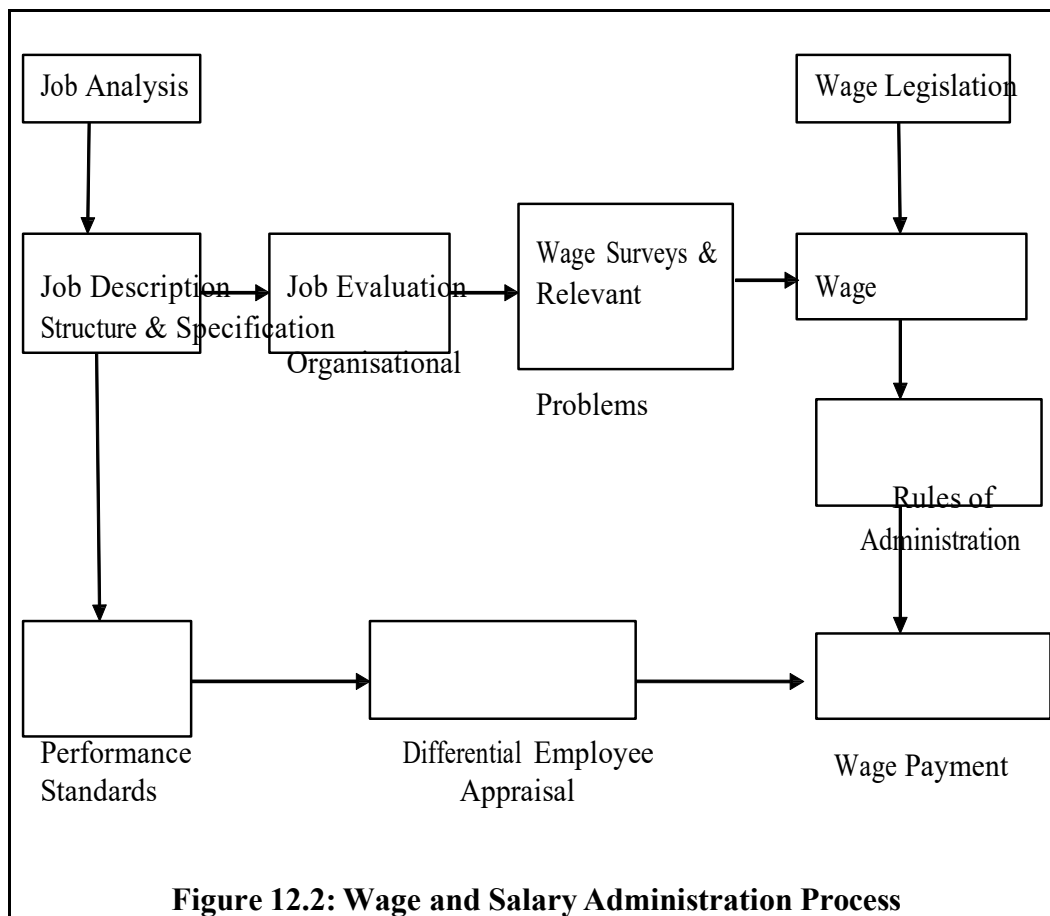 Job Analysis
Wage Legislation
Job Description
Structure & Specification
Job Evaluation
Organisational
Wage Surveys &
Relevant
Problems
Wage
Rules of
Administration
Performance
Standards
Differential Employee
Appraisal
Wage Payment
Figure 12.2: Wage and Salary Administration Process